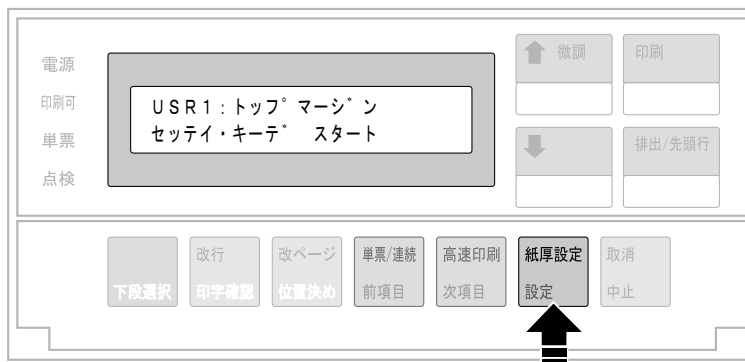 電源
印刷可
単票
点検
USR1:トップ゜マーシ゛ン
セッテイ・キーテ゛ スタート
微調
印刷
排出/先頭行
下段選択
改行
印字確認
改ページ
位置決め
単票/連続
前項目
高速印刷
次項目
紙厚設定
設定
取消
中止